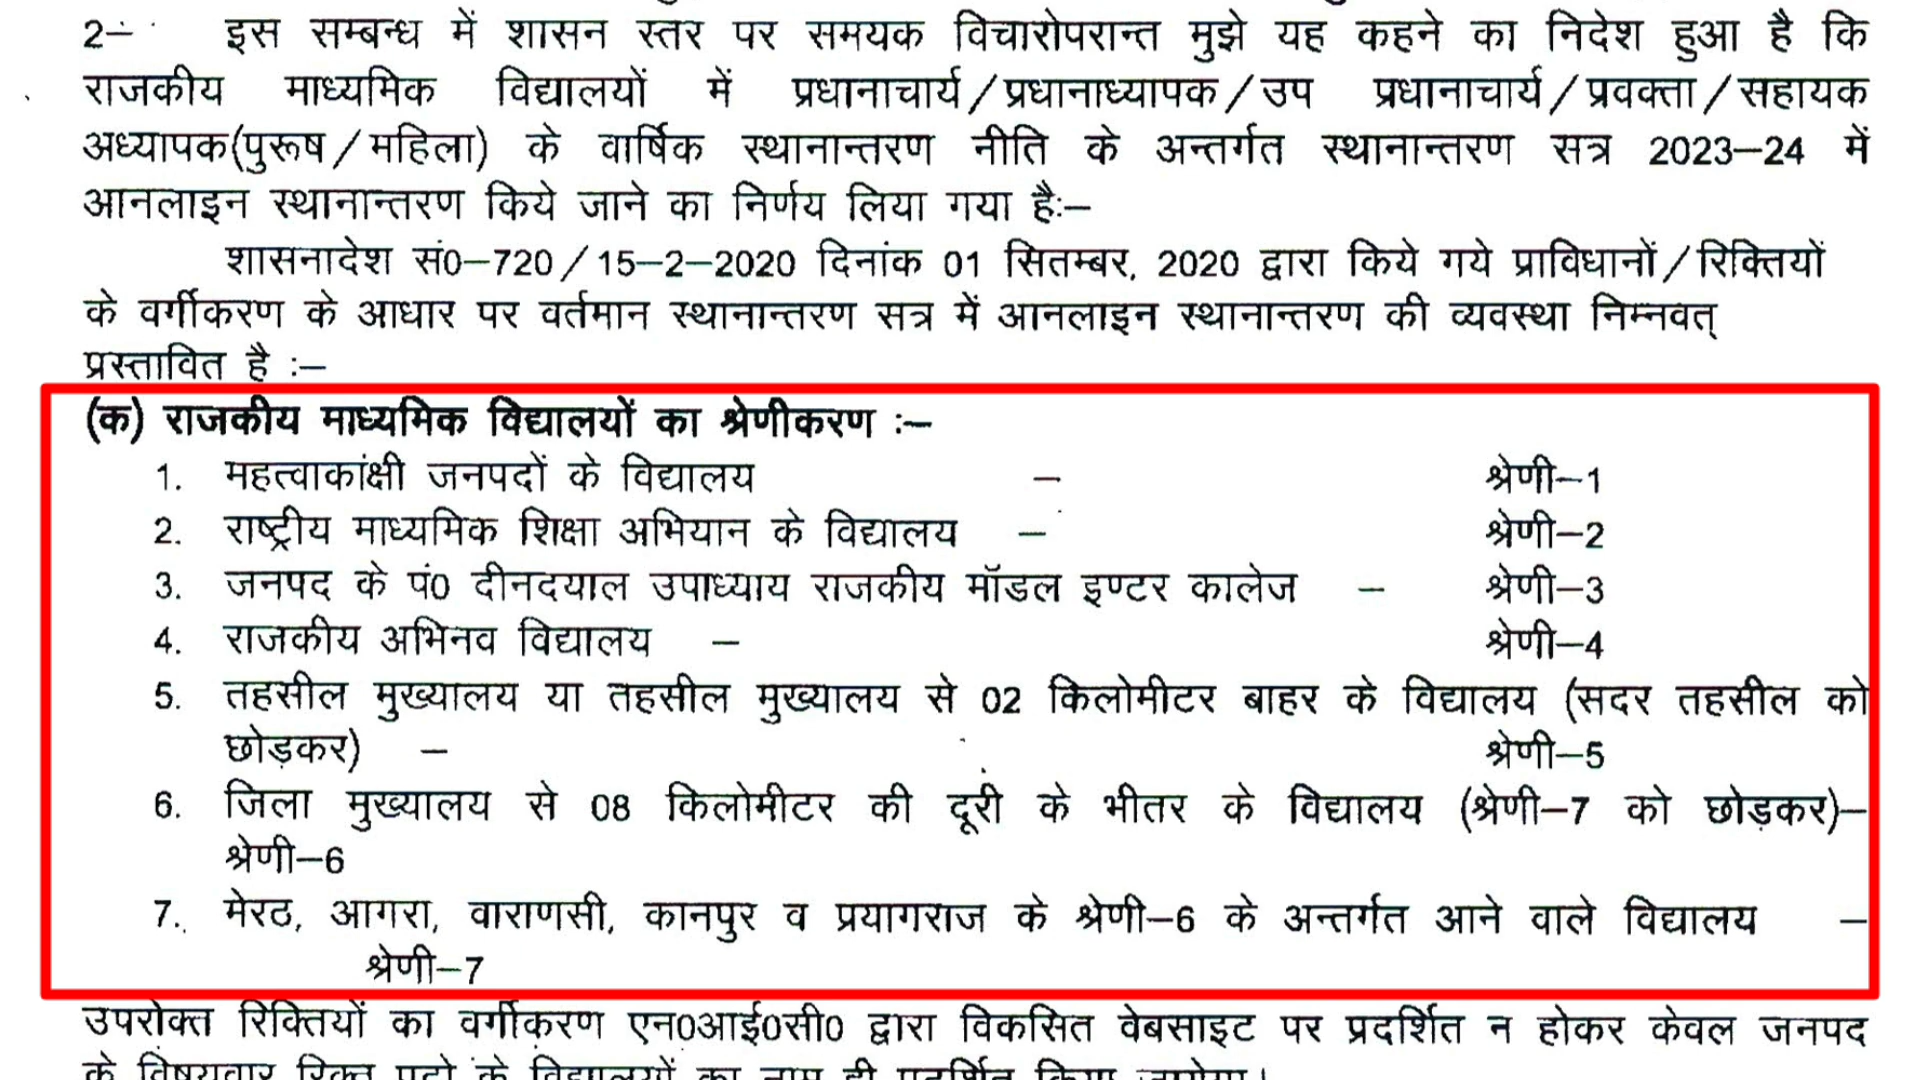 2– इस सम्बन्ध में शासन स्तर पर समयक विचारोपरान्त मुझे यह कहने का निदेश हुआ है कि
राजकीय माध्यमिक विद्यालयों में प्रधानाचार्य/प्रधानाध्यापक/उप प्रधानाचार्य/प्रवक्ता/सहायक
अध्यापक(पुरूष/महिला) के वार्षिक स्थानान्तरण नीति के अन्तर्गत स्थानान्तरण सत्र 2023–24 में
आनलाइन स्थानान्तरण किये जाने का निर्णय लिया गया हैः–
शासनादेश सं0–720/15–2–2020 दिनांक 01 सितम्बर, 2020 द्वारा किये गये प्राविधानों/रिक्तियों
के वर्गीकरण के आधार पर वर्तमान स्थानान्तरण सत्र में आनलाइन स्थानान्तरण की व्यवस्था निम्नवत्
प्रस्तावित है :–
(क) राजकीय माध्यमिक विद्यालयों का श्रेणीकरण :–
1. महत्वाकांक्षी जनपदों के विद्यालय – श्रेणी–1
2. राष्ट्रीय माध्यमिक शिक्षा अभियान के विद्यालय – श्रेणी–2
3. जनपद के पं0 दीनदयाल उपाध्याय राजकीय मॉडल इण्टर कालेज – श्रेणी–3
4. राजकीय अभिनव विद्यालय – श्रेणी–4
5. तहसील मुख्यालय या तहसील मुख्यालय से 02 किलोमीटर बाहर के विद्यालय (सदर तहसील को
छोड़कर) – श्रेणी–5
6. जिला मुख्यालय से 08 किलोमीटर की दूरी के भीतर के विद्यालय (श्रेणी–7 को छोड़कर)–
श्रेणी–6
7. मेरठ, आगरा, वाराणसी, कानपुर व प्रयागराज के श्रेणी–6 के अन्तर्गत आने वाले विद्यालय –
श्रेणी–7
उपरोक्त रिक्तियों का वर्गीकरण एन0आई0सी0 द्वारा विकसित वेबसाइट पर प्रदर्शित न होकर केवल जनपद
के विषयवार रिक्त पदो के विद्यालयों का नाम ही प्रदर्शित किया जायेगा।